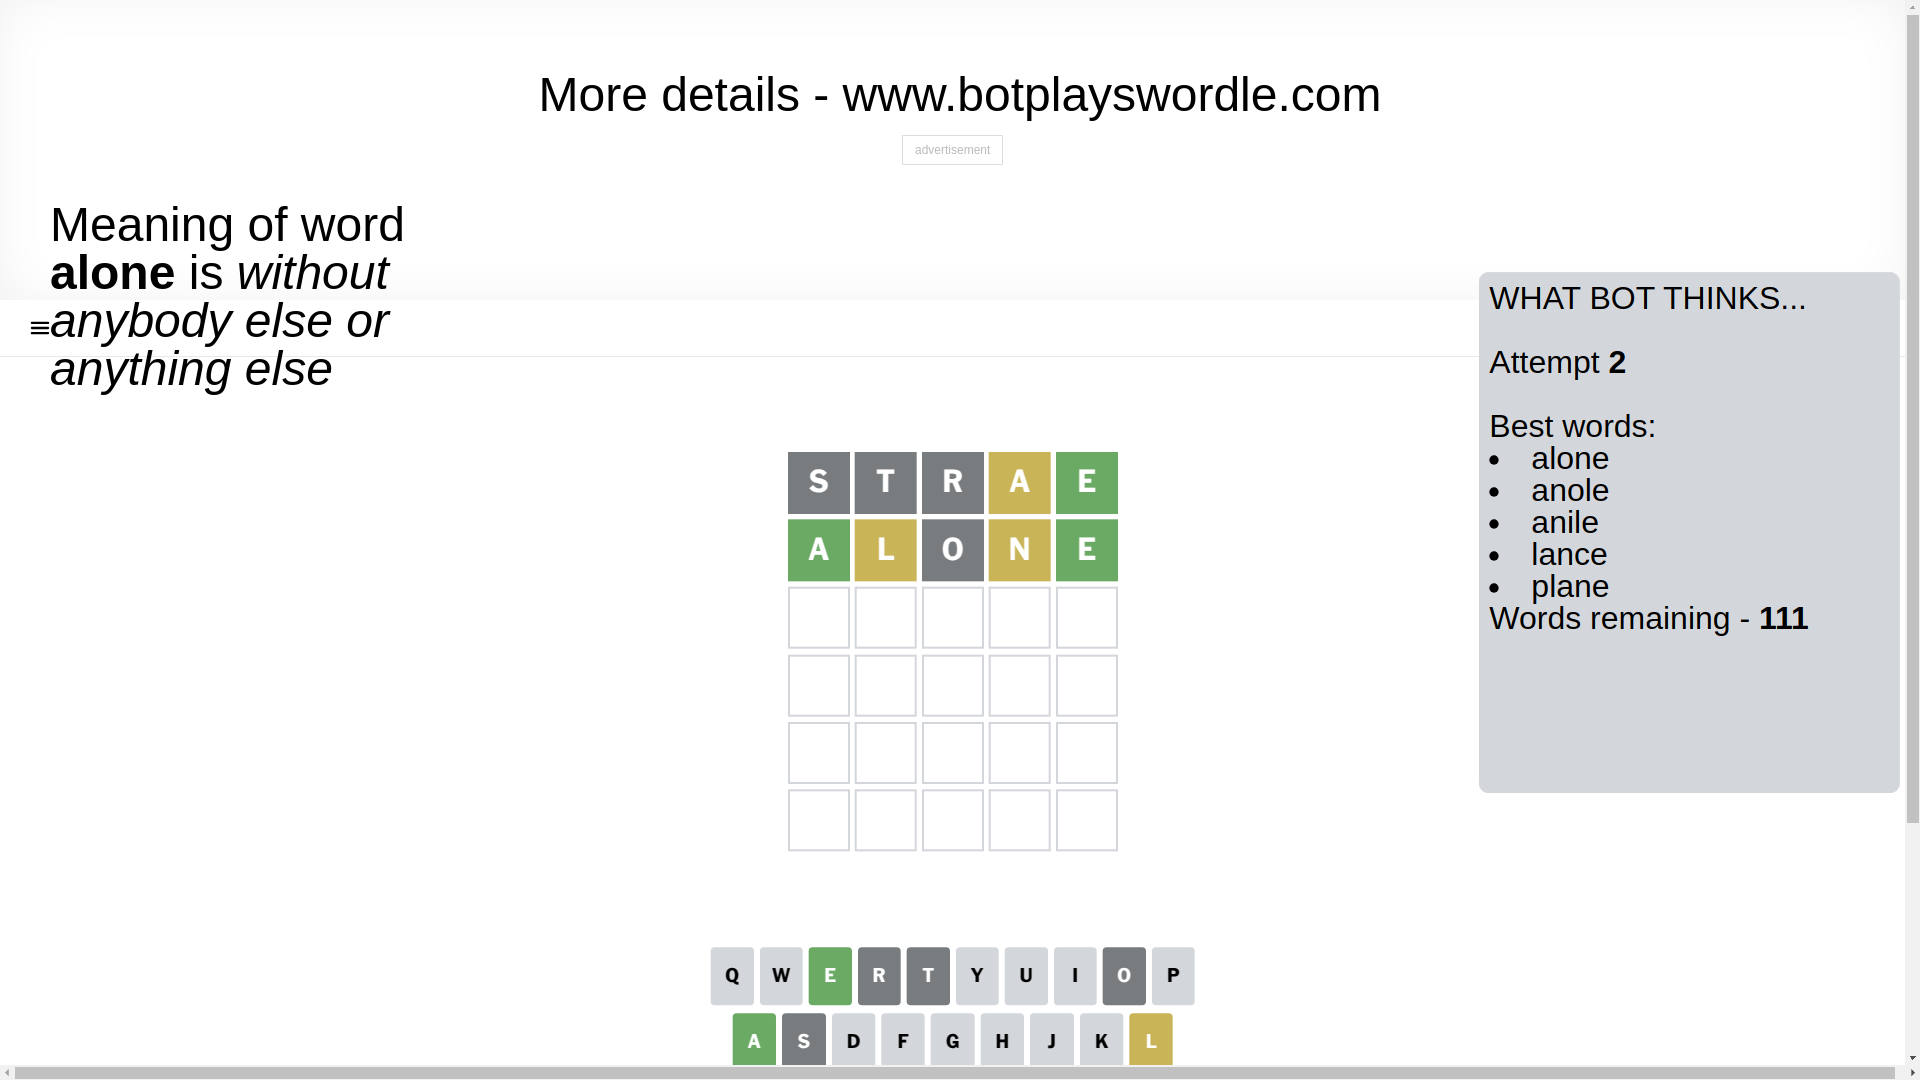 More details - www.botplayswordle.com
advertisement
Meaning of word
alone is without
anybody else or
anything else
WHAT BOT THINKS...
Attempt 2
Best words:
• alone
• anole
• anile
• lance
• plane
Words remaining - 111
S T R A E
A L O N E
Q W E R T Y U I O P
A S D F G H J K L